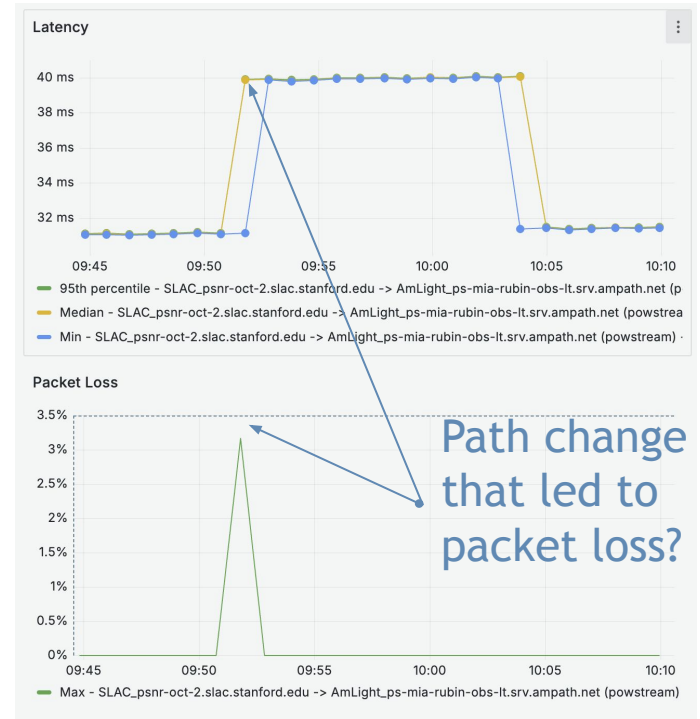 Latency
40 ms
38 ms
36 ms
34 ms
32 ms
09:45 09:50 09:55 10:00 10:05 10:10
95th percentile - SLAC_psnr-oct-2.slac.stanford.edu -> AmLight_ps-mia-rubin-obs-lt.srv.ampath.net (p
Median - SLAC_psnr-oct-2.slac.stanford.edu -> AmLight_ps-mia-rubin-obs-lt.srv.ampath.net (powstrea
Min - SLAC_psnr-oct-2.slac.stanford.edu -> AmLight_ps-mia-rubin-obs-lt.srv.ampath.net (powstream) -
Packet Loss
3.5%
3%
2.5%
2%
1.5%
1%
0.5%
0%
09:45 09:50 09:55 10:00 10:05 10:10
Path change
that led to
packet loss?
Max - SLAC_psnr-oct-2.slac.stanford.edu -> AmLight_ps-mia-rubin-obs-lt.srv.ampath.net (powstream)